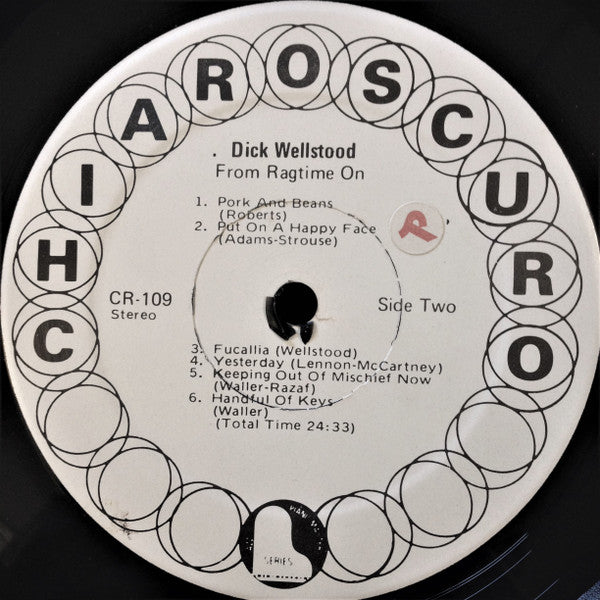 CHIAROSCURO
Dick Wellstood
From Ragtime On
1. Pork And Beans
(Roberts)
2. Put On A Happy Face
(Adams-Strouse)
CR-109
Stereo
Side Two
3. Fucallia (Wellstood)
4. Yesterday (Lennon-McCartney)
5. Keeping Out Of Mischief Now
(Waller-Razaf)
6. Handful Of Keys
(Waller)
(Total Time 24:33)
SERIES